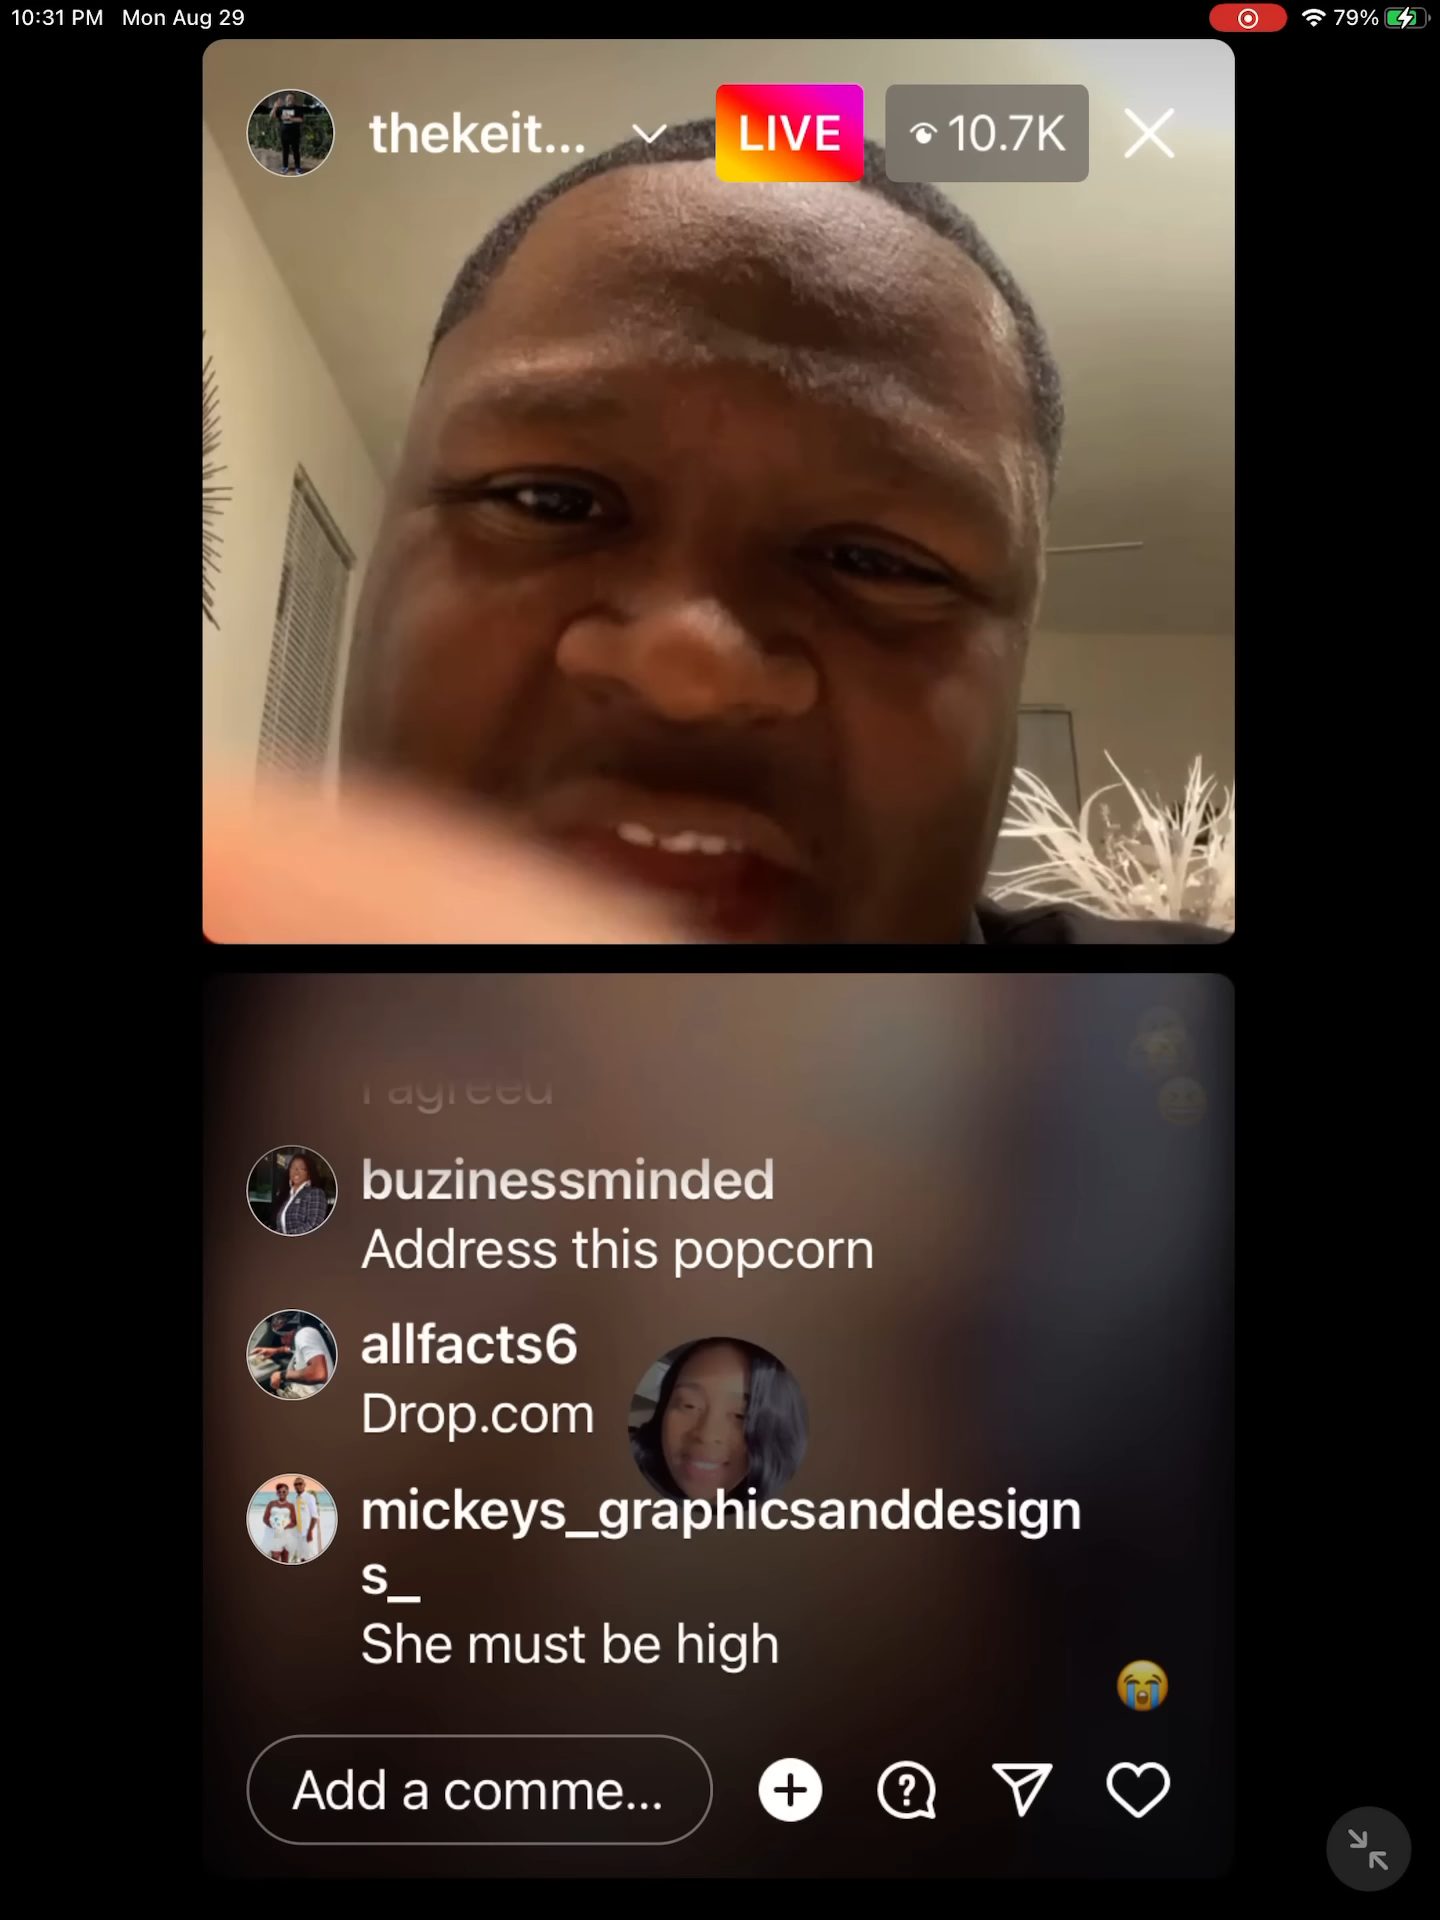 10:31 PM Mon Aug 29 79%
thekeit... LIVE 10.7K
I agreed
buzinessminded
Address this popcorn
allfacts6
Drop.com
mickeys_graphicsanddesign
s_
She must be high
Add a comme...